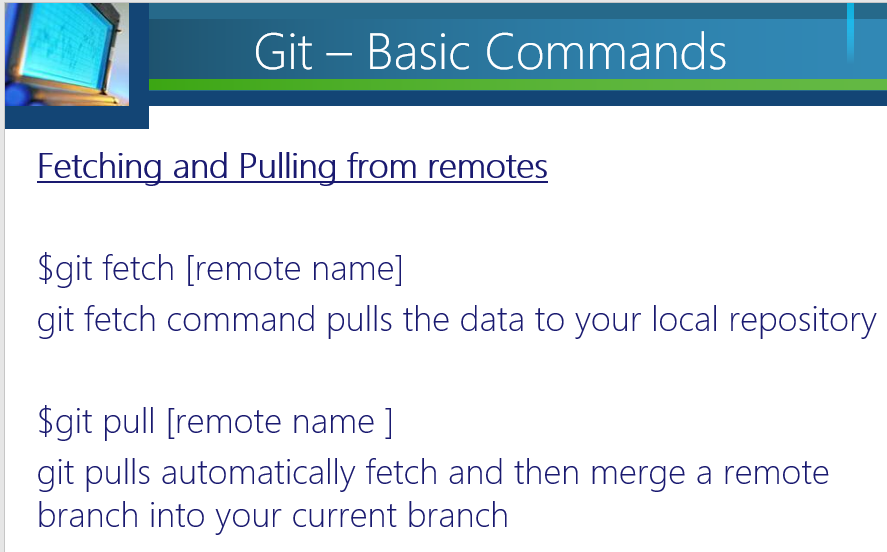 Git – Basic Commands
Fetching and Pulling from remotes
$git fetch [remote name]
git fetch command pulls the data to your local repository
$git pull [remote name ]
git pulls automatically fetch and then merge a remote
branch into your current branch